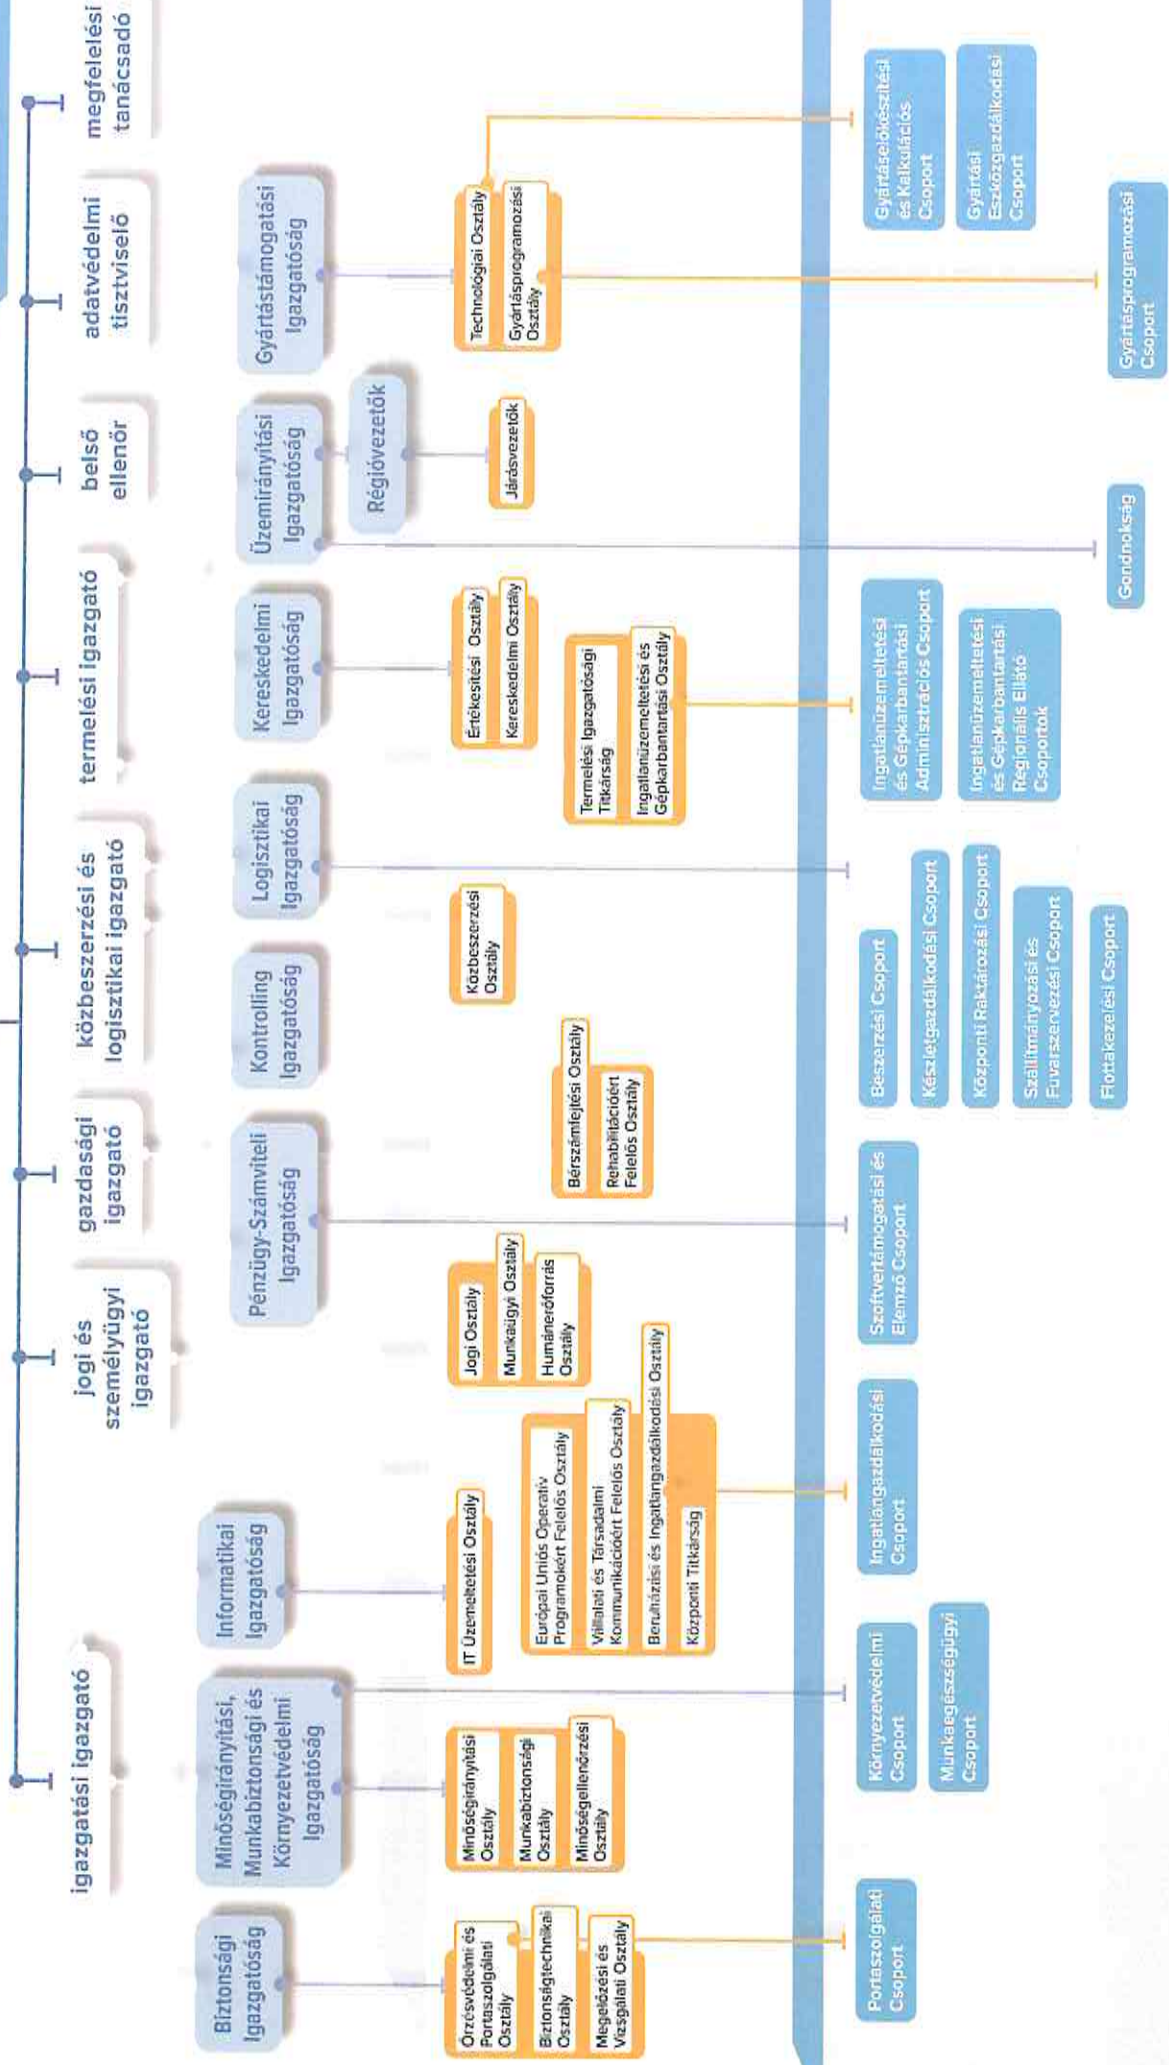 igazgatási igazgató
jogi és
személyügyi
igazgató
gazdasági
igazgató
közbeszerzési és
logisztikai igazgató
termelési igazgató
belső
ellenőr
adatvédelmi
tisztviselő
megfelelési
tanácsadó
Biztonsági
Igazgatóság
Minőségirányítási,
Munkabiztonsági és
Környezetvédelmi
Igazgatóság
Informatikai
Igazgatóság
Pénzügy-Számviteli
Igazgatóság
Kontrolling
Igazgatóság
Logisztikai
Igazgatóság
Kereskedelmi
Igazgatóság
Üzemirányítási
Igazgatóság
Régióvezetők
Gyártástámogatási
Igazgatóság
Őrzésvédelmi és
Portaszolgálati
Osztály
Biztonságtechnikai
Osztály
Megelőzési és
Vizsgálati Osztály
Minőségirányítási
Osztály
Munkabiztonsági
Osztály
Minőségellenőrzési
Osztály
IT Üzemeltetési Osztály
Európai Uniós Operatív
Programokért Felelős Osztály
Vállalati és Társadalmi
Kommunikációért Felelős Osztály
Beruházási és Ingatlangazdálkodási Osztály
Központi Titkárság
Jogi Osztály
Munkaügyi Osztály
Humánerőforrás
Osztály
Bérszámfejtési Osztály
Rehabilitációért
Felelős Osztály
Közbeszerzési
Osztály
Értékesítési Osztály
Kereskedelmi Osztály
Termelési Igazgatósági
Titkárság
Ingatlanüzemeltetési és
Gépkarbantartási Osztály
Járásvezetők
Technológiai Osztály
Gyártásprogramozási
Osztály
Portaszolgálati
Csoport
Környezetvédelmi
Csoport
Munkaegészségügyi
Csoport
Ingatlangazdálkodási
Csoport
Szoftvertámogatási és
Elemző Csoport
Beszerzési Csoport
Készletgazdálkodási Csoport
Központi Raktározási Csoport
Szállítmányozási és
Fuvarszervezési Csoport
Flottakezelési Csoport
Ingatlanüzemeltetési
és Gépkarbantartási
Adminisztrációs Csoport
Ingatlanüzemeltetési
és Gépkarbantartási
Regionális Ellátó
Csoportok
Gondnokság
Gyártáselőkészítési
és Kalkulációs
Csoport
Gyártási
Eszközgazdálkodási
Csoport
Gyártásprogramozási
Csoport